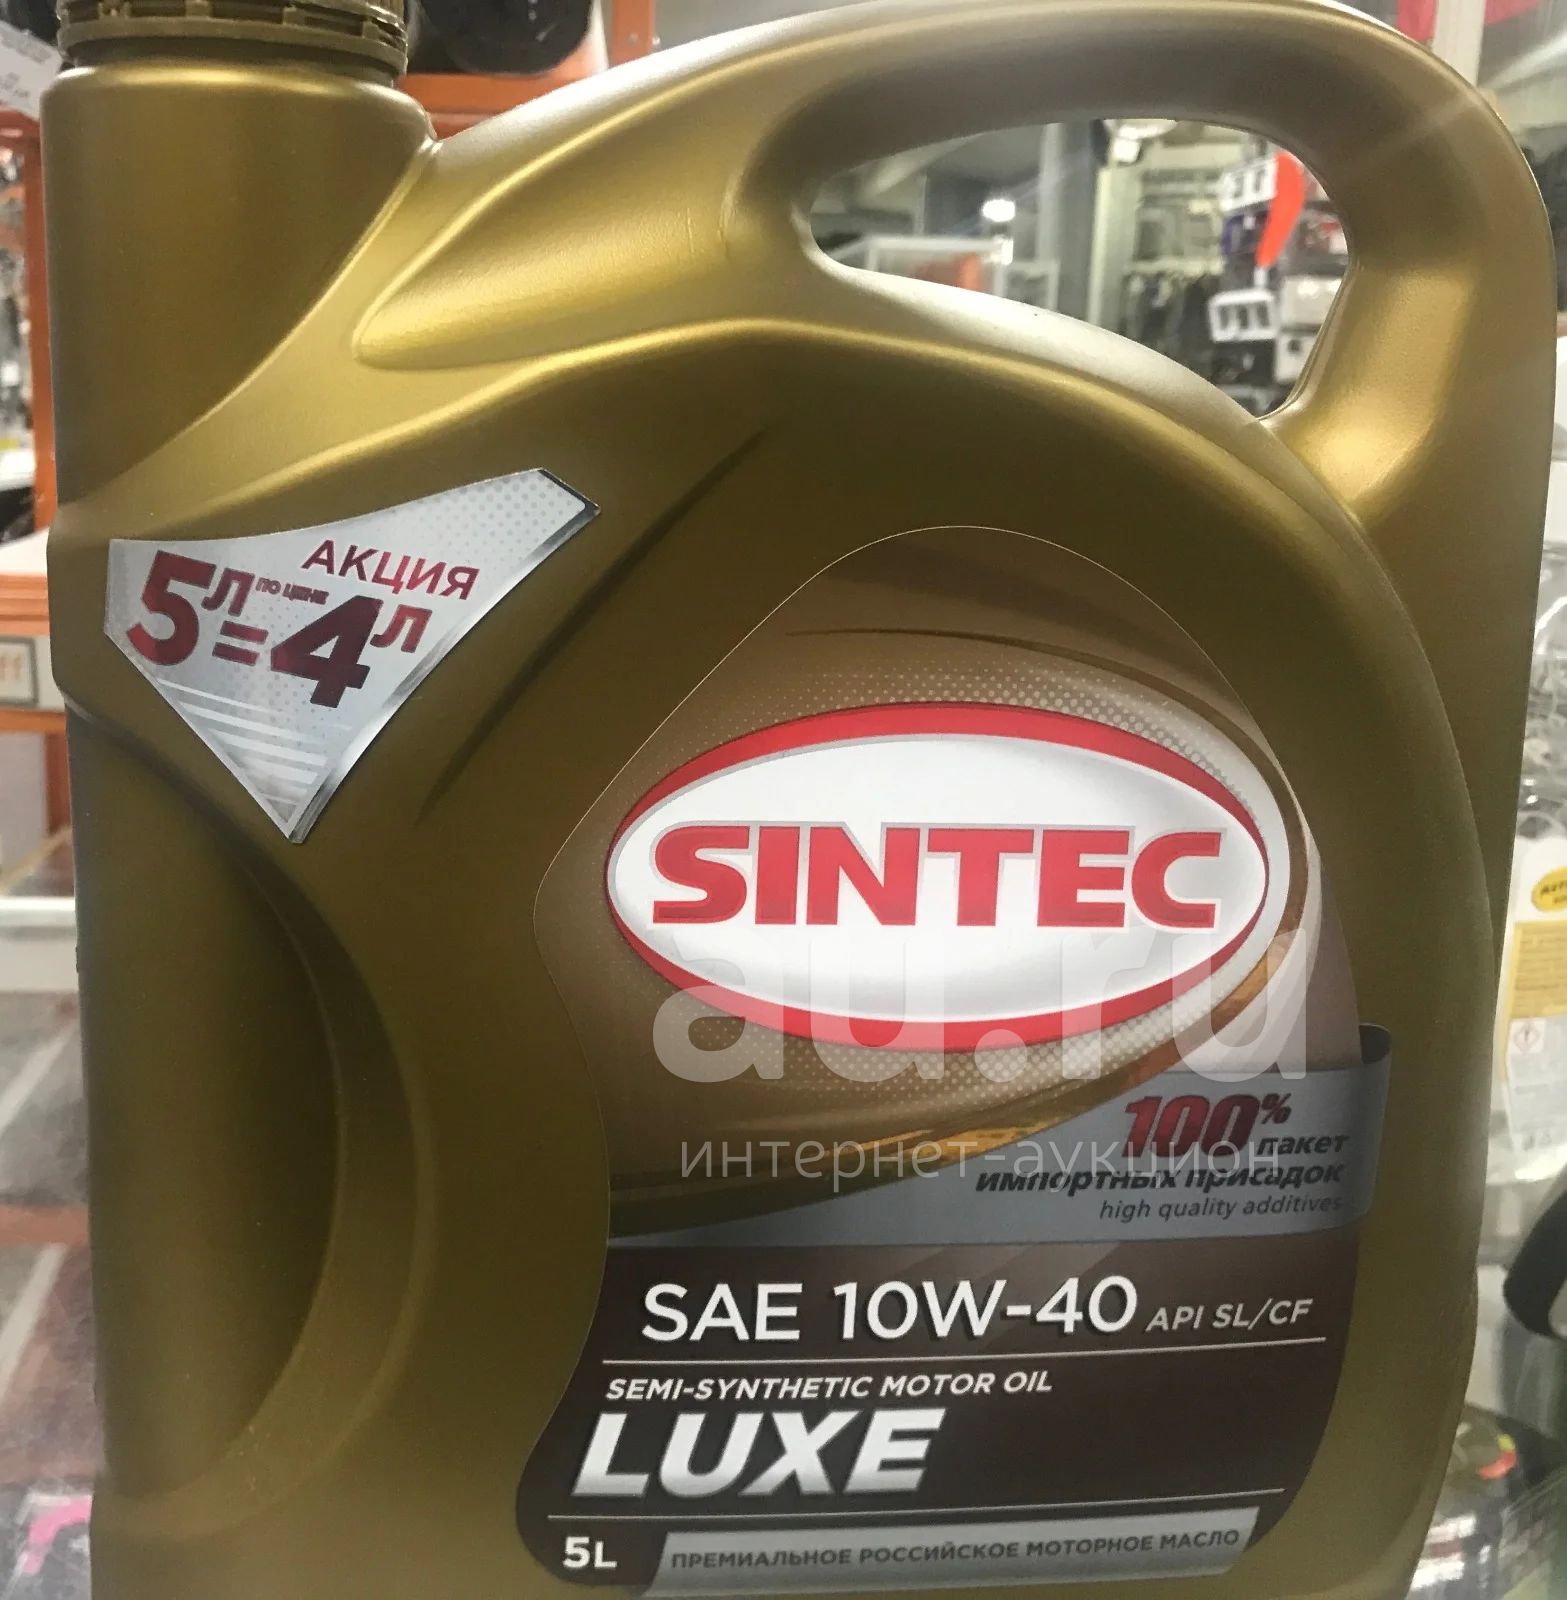 АКЦИЯ
5Л ПО ЦЕНЕ
=4Л
SINTEC
au.ru
интернет-аукцион
100%
пакет
импортных присадок
high quality additives
SAE 10W-40 API SL/CF
SEMI-SYNTHETIC MOTOR OIL
LUXE
5L ПРЕМИАЛЬНОЕ РОССИЙСКОЕ МОТОРНОЕ МАСЛО